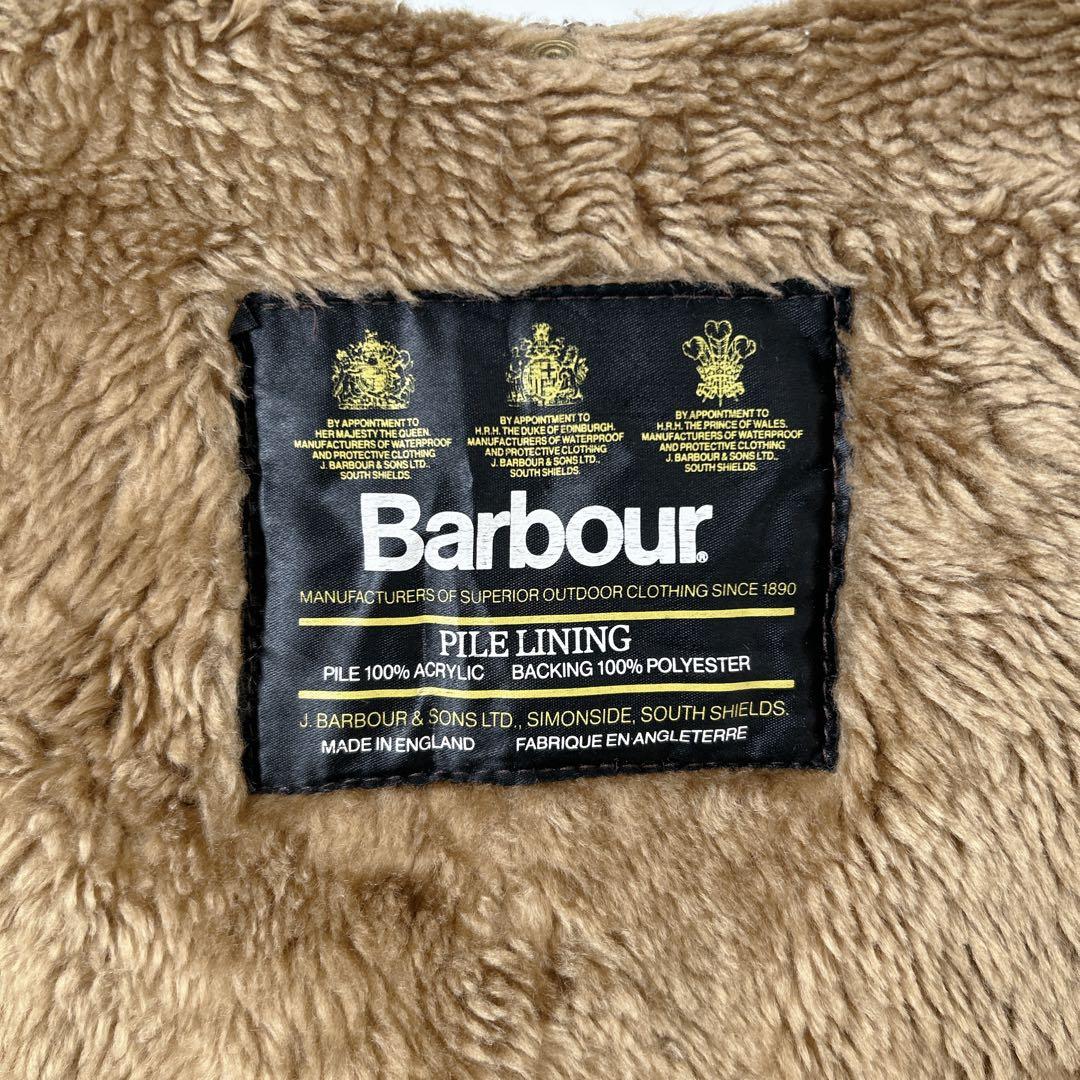 BY APPOINTMENT TO
HER MAJESTY THE QUEEN.
MANUFACTURERS OF WATERPROOF
AND PROTECTIVE CLOTHING
J. BARBOUR & SONS LTD.,
SOUTH SHIELDS.
BY APPOINTMENT TO
H.R.H. THE DUKE OF EDINBURGH.
MANUFACTURERS OF WATERPROOF
AND PROTECTIVE CLOTHING
J. BARBOUR & SONS LTD.,
SOUTH SHIELDS.
BY APPOINTMENT TO
H.R.H. THE PRINCE OF WALES.
MANUFACTURERS OF WATERPROOF
AND PROTECTIVE CLOTHING
J. BARBOUR & SONS LTD.,
SOUTH SHIELDS.
Barbour®
MANUFACTURERS OF SUPERIOR OUTDOOR CLOTHING SINCE 1890
PILE LINING
PILE 100% ACRYLIC BACKING 100% POLYESTER
J. BARBOUR & SONS LTD., SIMONSIDE, SOUTH SHIELDS.
MADE IN ENGLAND FABRIQUE EN ANGLETERRE